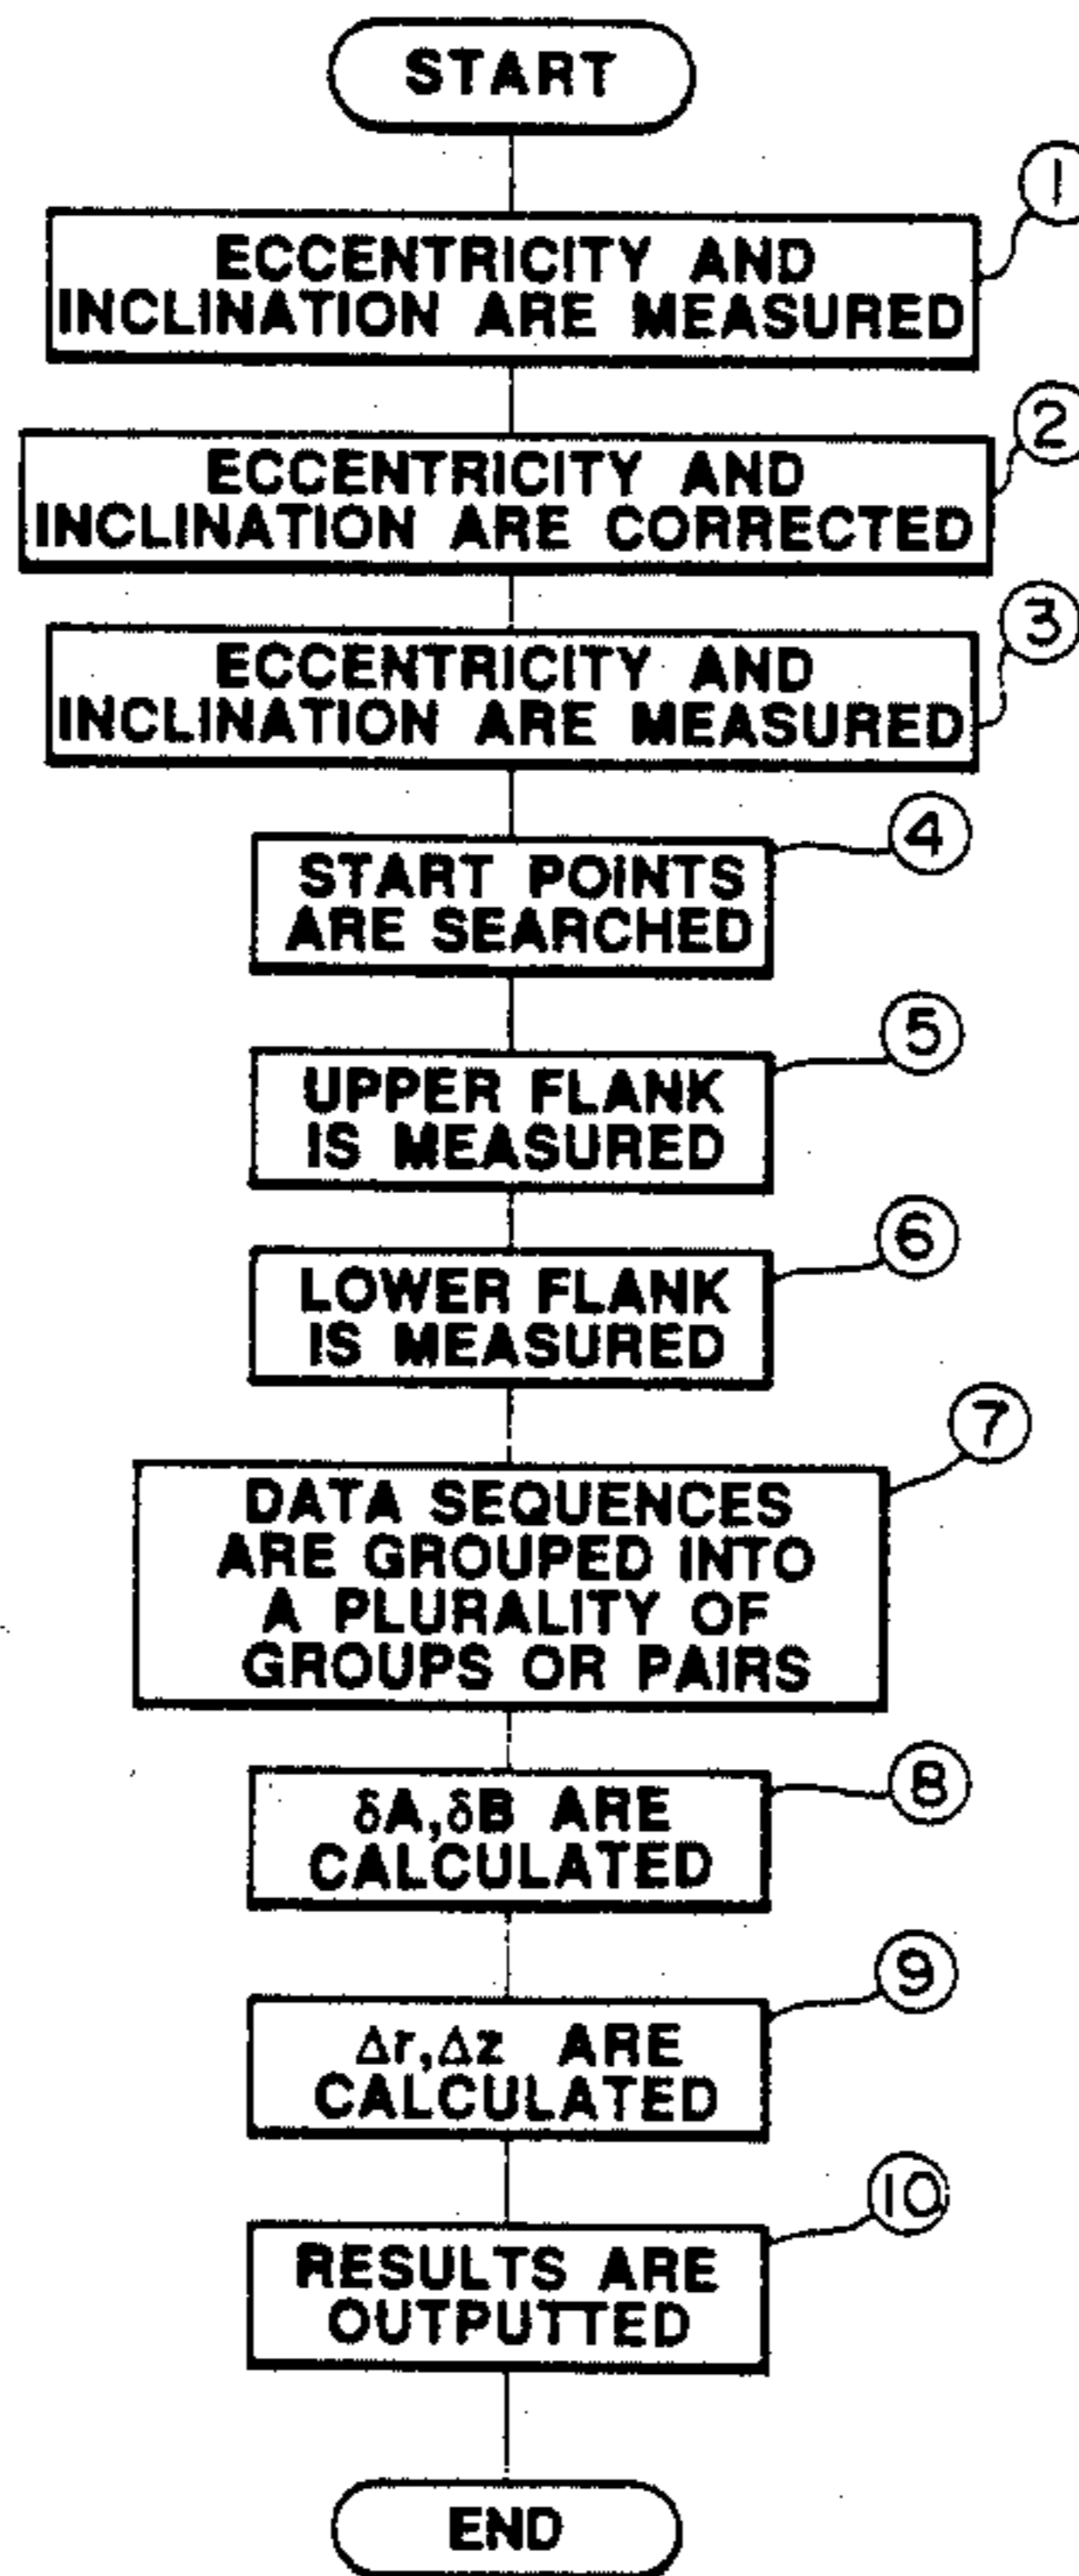 START
①
ECCENTRICITY AND
INCLINATION ARE MEASURED
②
ECCENTRICITY AND
INCLINATION ARE CORRECTED
③
ECCENTRICITY AND
INCLINATION ARE MEASURED
④
START POINTS
ARE SEARCHED
⑤
UPPER FLANK
IS MEASURED
⑥
LOWER FLANK
IS MEASURED
⑦
DATA SEQUENCES
ARE GROUPED INTO
A PLURALITY OF
GROUPS OR PAIRS
⑧
δA,δB ARE
CALCULATED
⑨
Δr,Δz ARE
CALCULATED
⑩
RESULTS ARE
OUTPUTTED
END